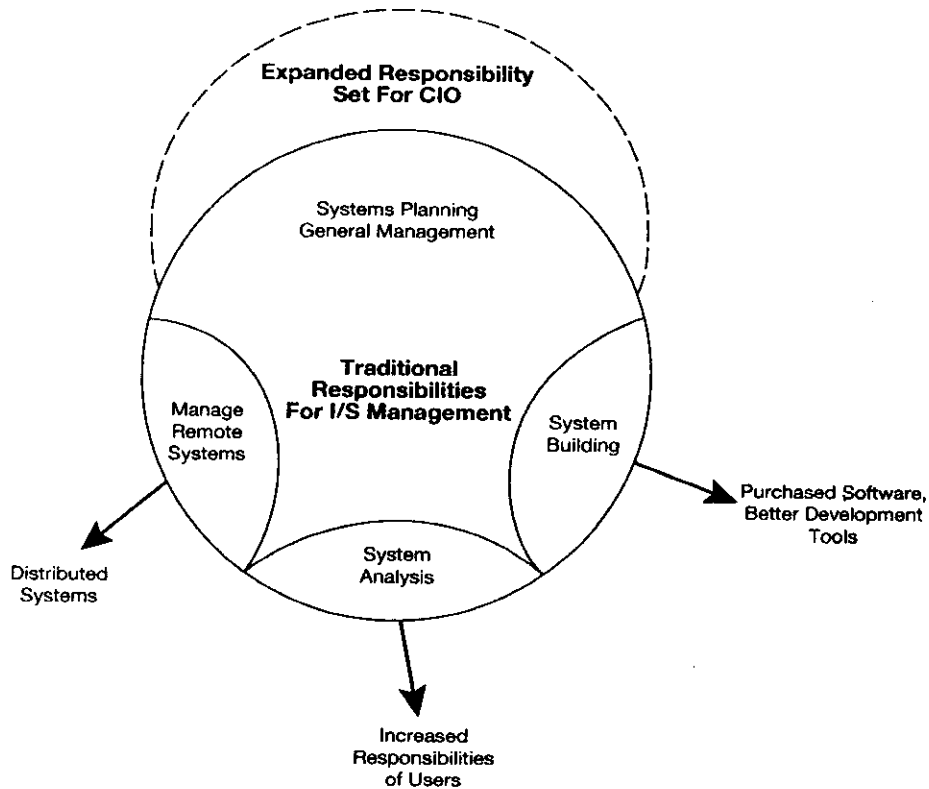 Expanded Responsibility
Set For CIO
Systems Planning
General Management
Traditional
Responsibilities
For I/S Management
Manage
Remote
Systems
System
Building
Purchased Software,
Better Development
Tools
System
Analysis
Distributed
Systems
Increased
Responsibilities
of Users